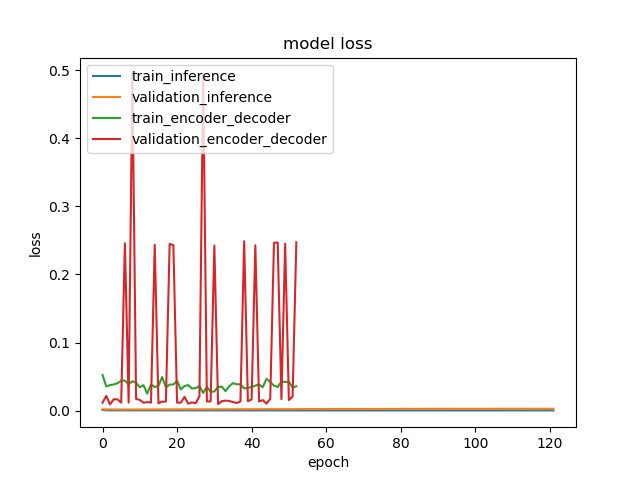 model loss
train_inference
validation_inference
train_encoder_decoder
validation_encoder_decoder
0.5
0.4
0.3
0.2
0.1
0.0
loss
0 20 40 60 80 100 120
epoch